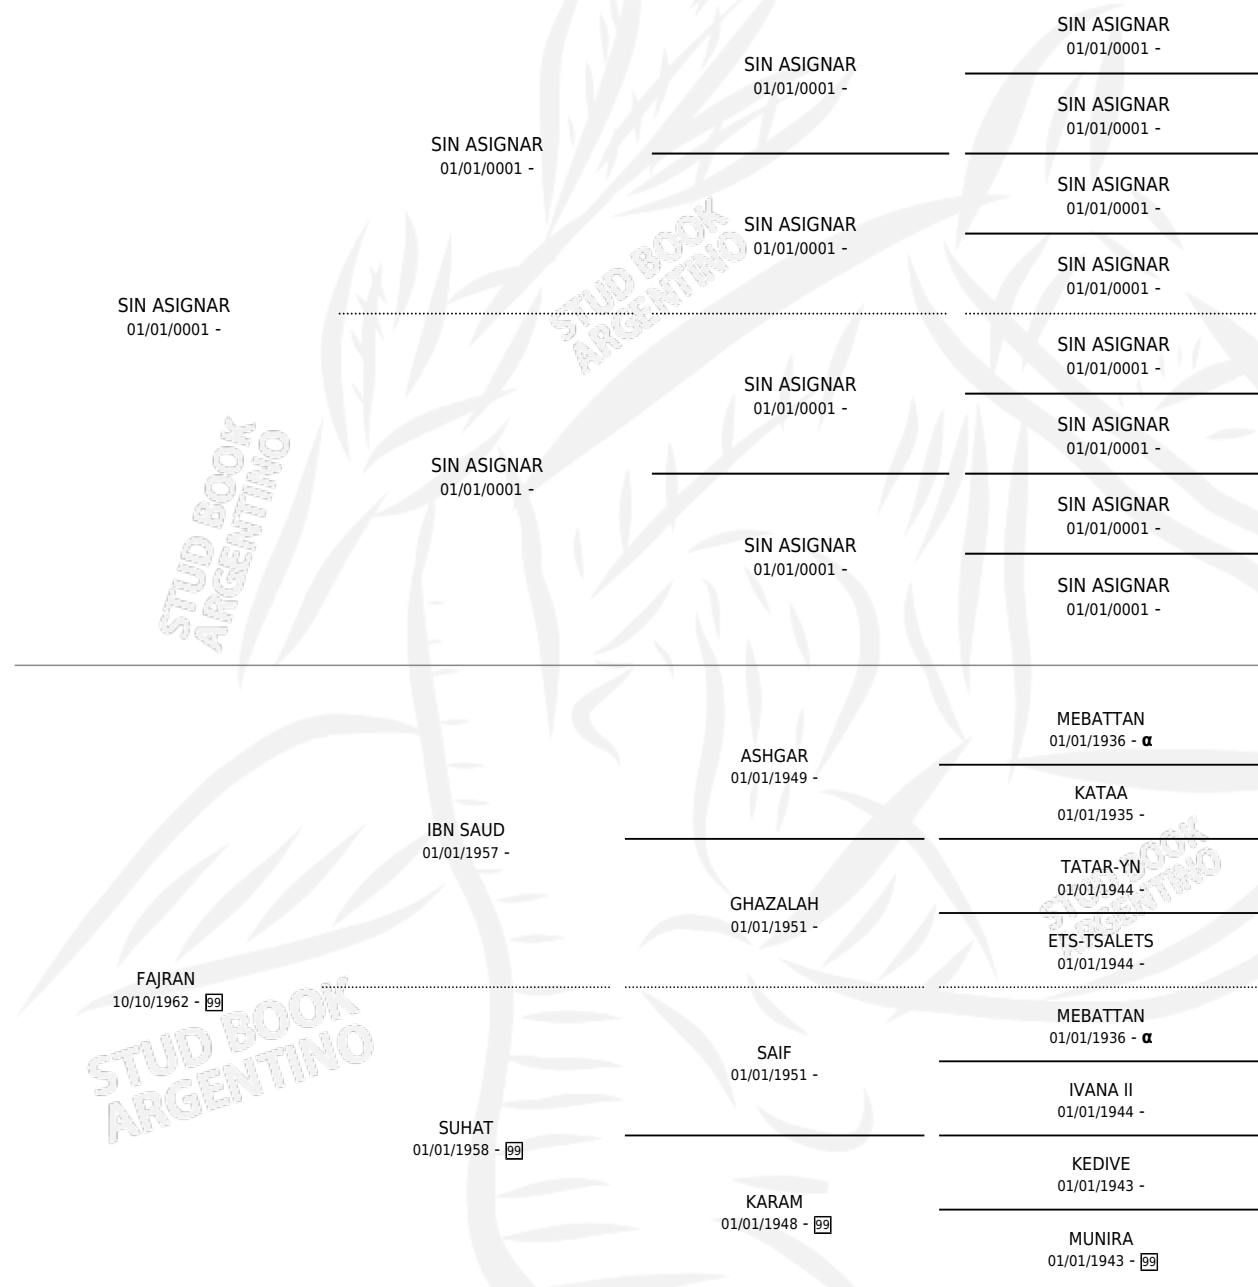 SIN ASIGNAR
01/01/0001 -
SIN ASIGNAR
01/01/0001 -
SIN ASIGNAR
01/01/0001 -
SIN ASIGNAR
01/01/0001 -
SIN ASIGNAR
01/01/0001 -
SIN ASIGNAR
01/01/0001 -
SIN ASIGNAR
01/01/0001 -
STUD BOOK
ARGENTINO
SIN ASIGNAR
01/01/0001 -
SIN ASIGNAR
01/01/0001 -
SIN ASIGNAR
01/01/0001 -
SIN ASIGNAR
01/01/0001 -
SIN ASIGNAR
01/01/0001 -
STUD BOOK
ARGENTINO
SIN ASIGNAR
01/01/0001 -
SIN ASIGNAR
01/01/0001 -
SIN ASIGNAR
01/01/0001 -
SIN ASIGNAR
01/01/0001 -
MEBATTAN
01/01/1936 - α
ASHGAR
01/01/1949 -
KATAA
01/01/1935 -
IBN SAUD
01/01/1957 -
TATAR-YN
01/01/1944 -
STUD BOOK
ARGENTINO
GHAZALAH
01/01/1951 -
ETS-TSALETS
01/01/1944 -
FAJRAN
10/10/1962 - 99
STUD BOOK
ARGENTINO
MEBATTAN
01/01/1936 - α
SAIF
01/01/1951 -
IVANA II
01/01/1944 -
SUHAT
01/01/1958 - 99
KEDIVE
01/01/1943 -
KARAM
01/01/1948 - 99
MUNIRA
01/01/1943 - 99